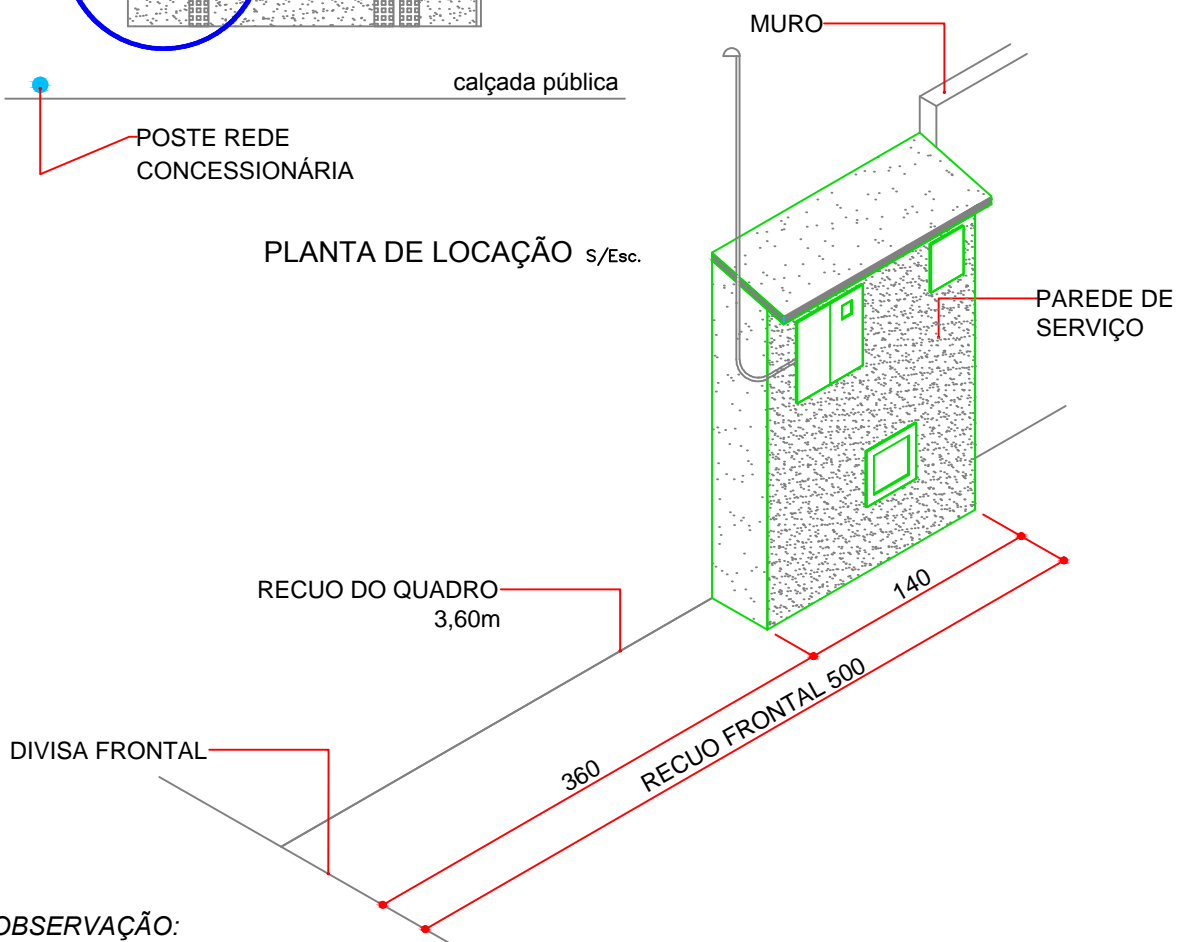 MURO
calçada pública
POSTE REDE
CONCESSIONÁRIA
PLANTA DE LOCAÇÃO S/Esc.
PAREDE DE
SERVIÇO
RECUO DO QUADRO
3,60m
140
RECUO FRONTAL 500
360
DIVISA FRONTAL
OBSERVAÇÃO: